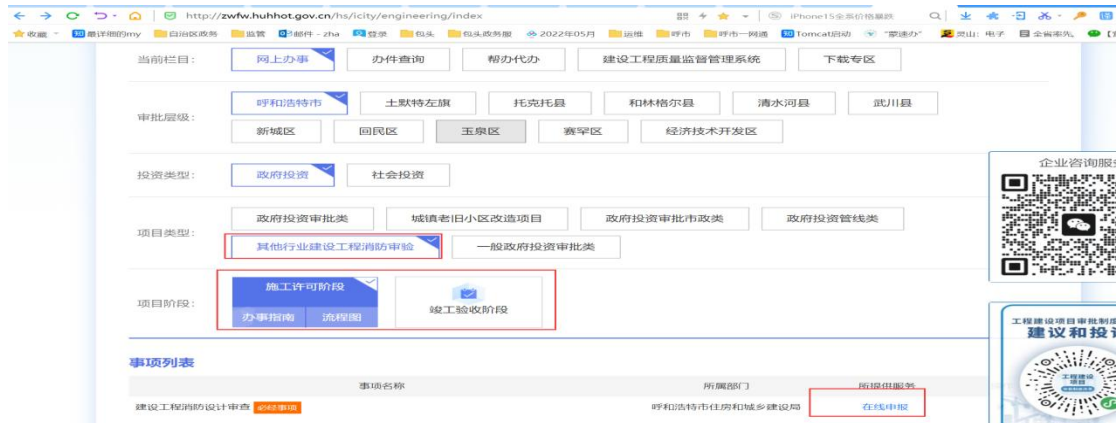 http://zwfw.huhhot.gov.cn/hs/icity/engineering/index iPhone15全系价格暴跌
收藏 最详细的my 自治区政务 监管 邮件 - zha 登录 包头 包头政务服 2022年05月 运维 呼市 呼市一网通 Tomcat启动 "蒙速办" 灵山: 电子 全省率先,
当前栏目: 网上办事 办件查询 帮办代办 建设工程质量监督管理系统 下载专区
审批层级: 呼和浩特市 土默特左旗 托克托县 和林格尔县 清水河县 武川县
新城区 回民区 玉泉区 赛罕区 经济技术开发区
企业咨询服务
投资类型: 政府投资 社会投资
项目类型: 政府投资审批类 城镇老旧小区改造项目 政府投资审批市政类 政府投资管线类
其他行业建设工程消防审验 一般政府投资审批类
项目阶段: 施工许可阶段 竣工验收阶段
办事指南 流程图
工程建设项目审批制度
建议和投诉
工程建设
项目
事项列表
事项名称 所属部门 所提供服务
建设工程消防设计审查 必经事项 呼和浩特市住房和城乡建设局 在线申报